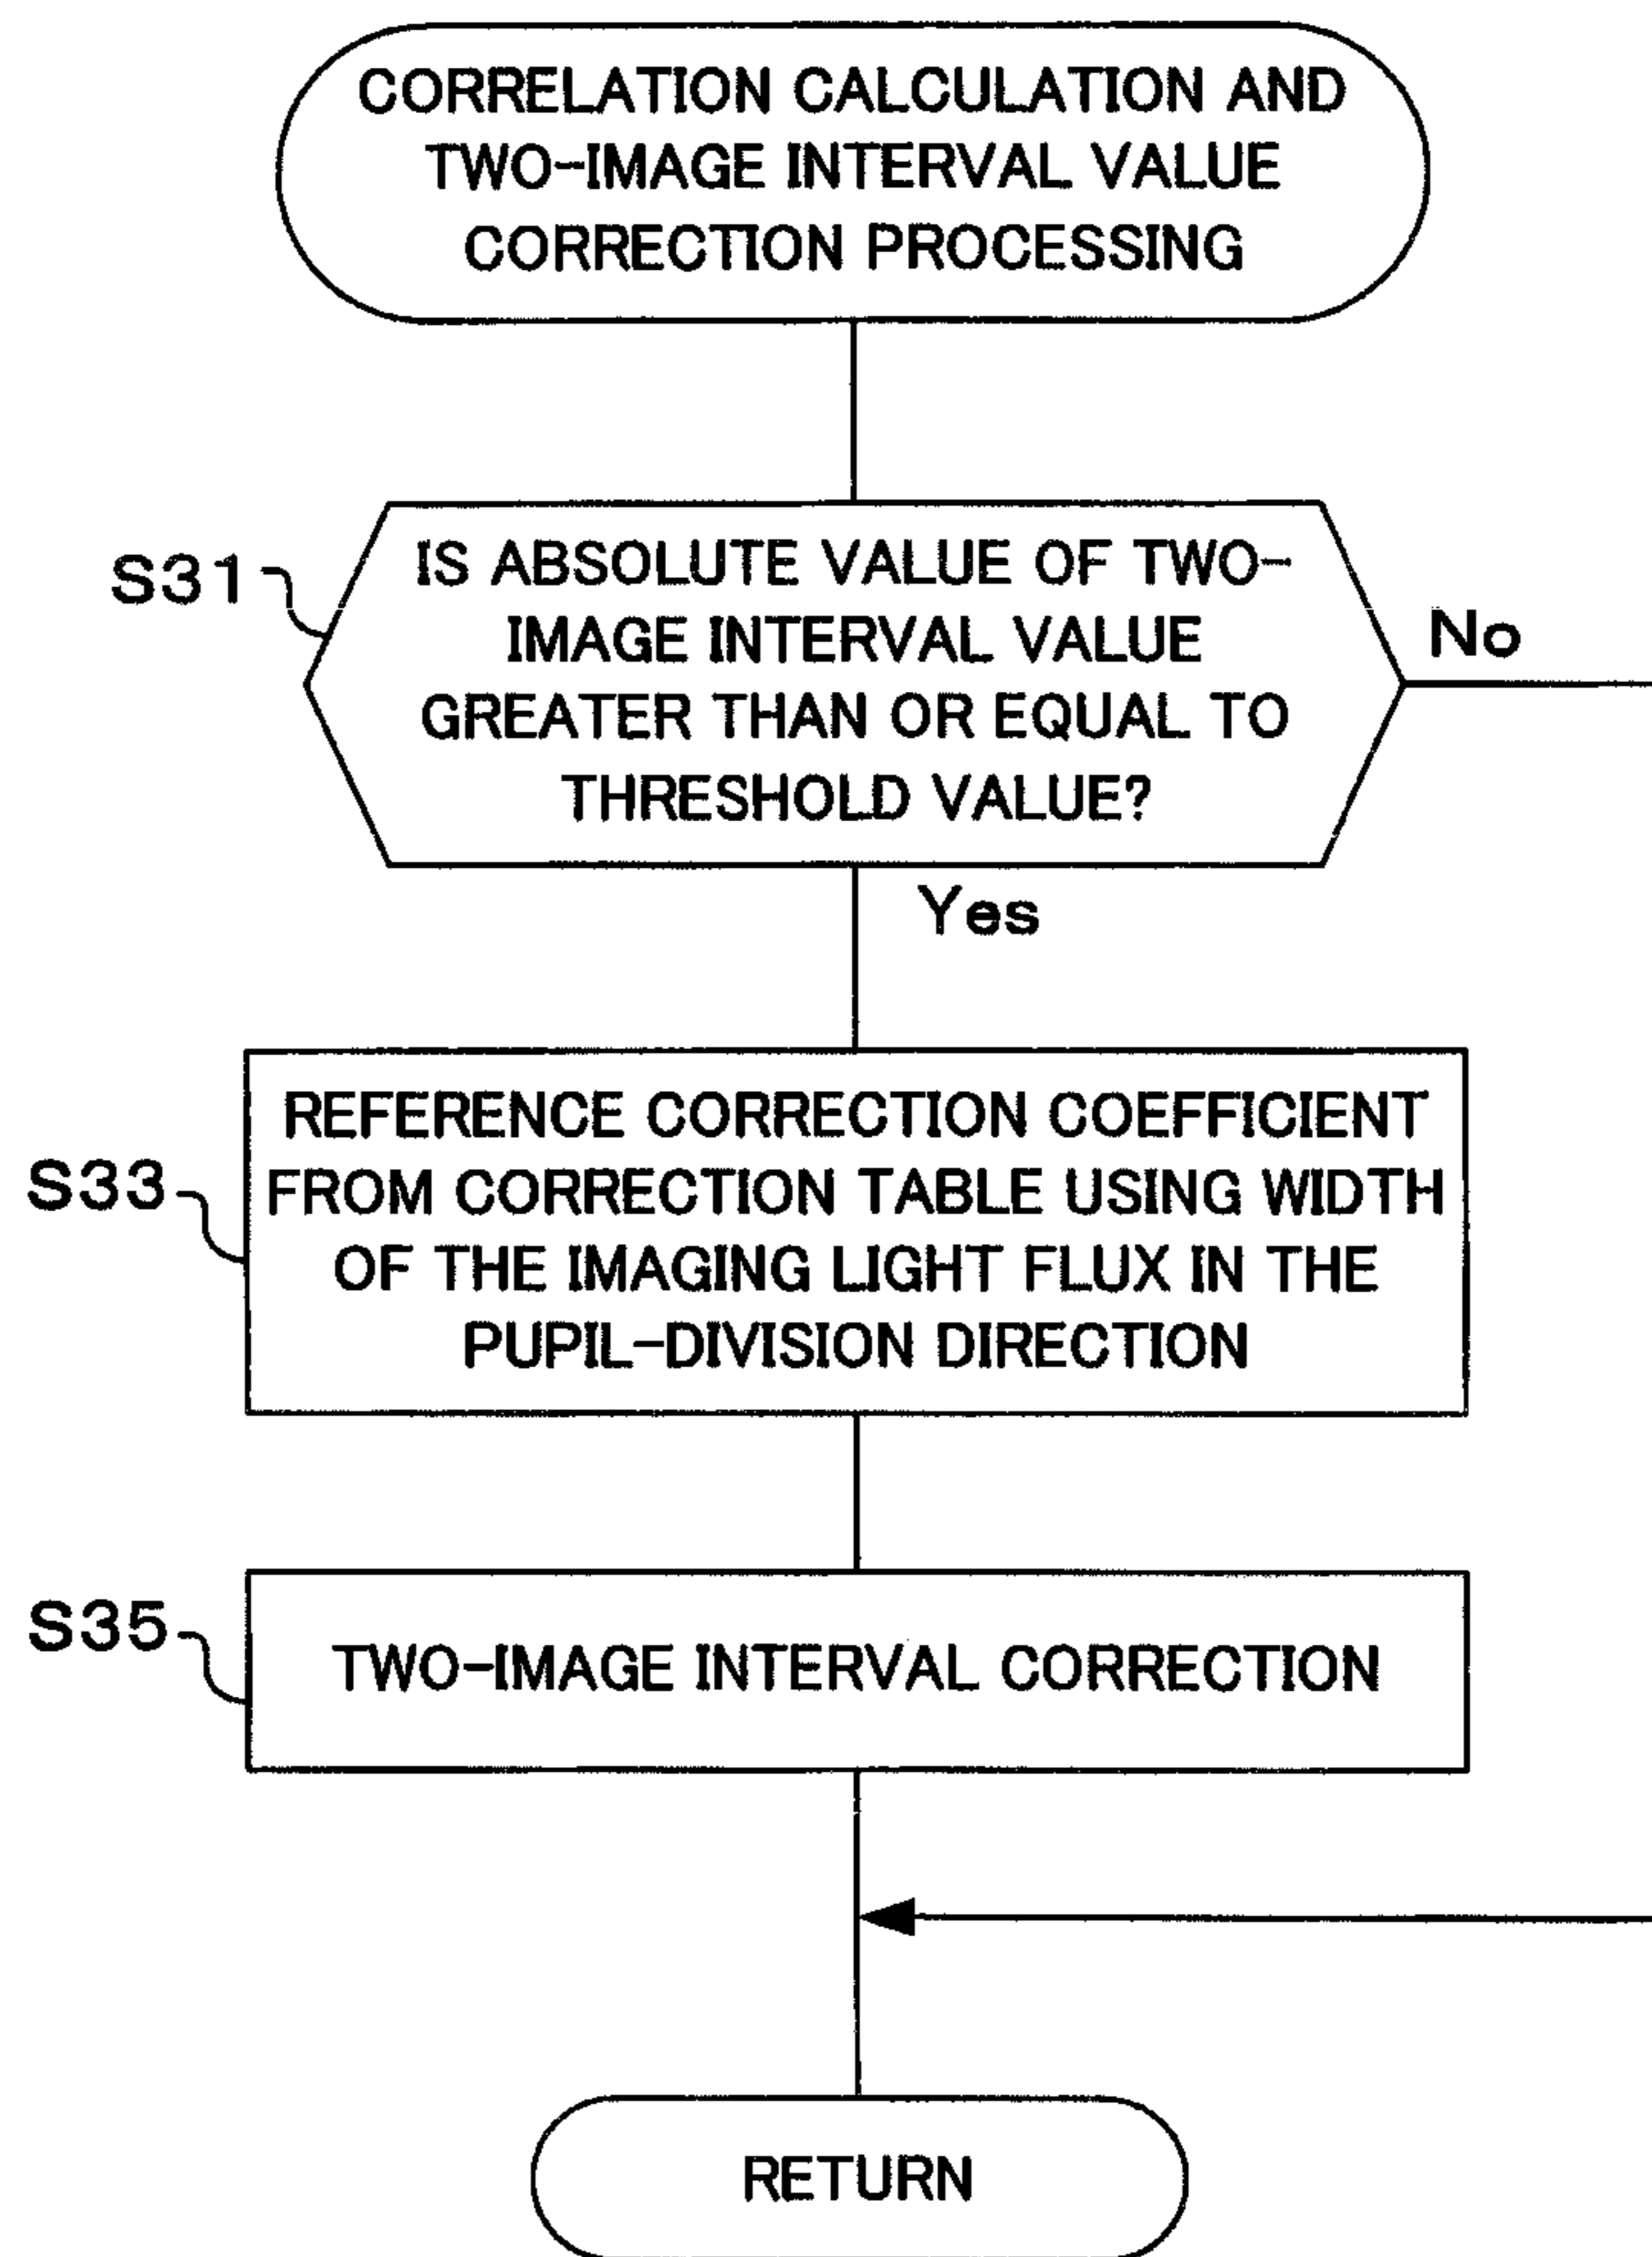 CORRELATION CALCULATION AND
TWO-IMAGE INTERVAL VALUE
CORRECTION PROCESSING
S31
IS ABSOLUTE VALUE OF TWO-
IMAGE INTERVAL VALUE
GREATER THAN OR EQUAL TO
THRESHOLD VALUE?
No
Yes
S33
REFERENCE CORRECTION COEFFICIENT
FROM CORRECTION TABLE USING WIDTH
OF THE IMAGING LIGHT FLUX IN THE
PUPIL-DIVISION DIRECTION
S35
TWO-IMAGE INTERVAL CORRECTION
RETURN